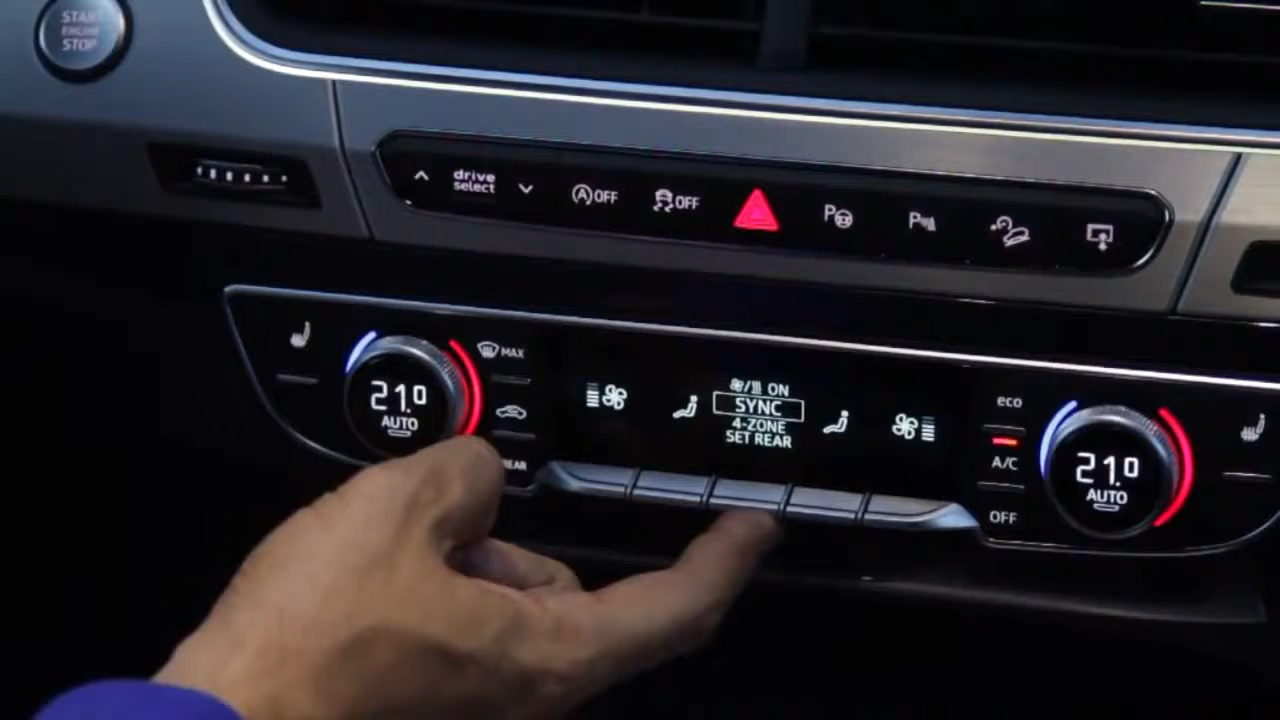 START
ENGINE
STOP
drive
select
(A) OFF
OFF
P
P
MAX
21.0
AUTO
REAR
ON
SYNC
4-ZONE
SET REAR
eco
A/C
OFF
21.0
AUTO